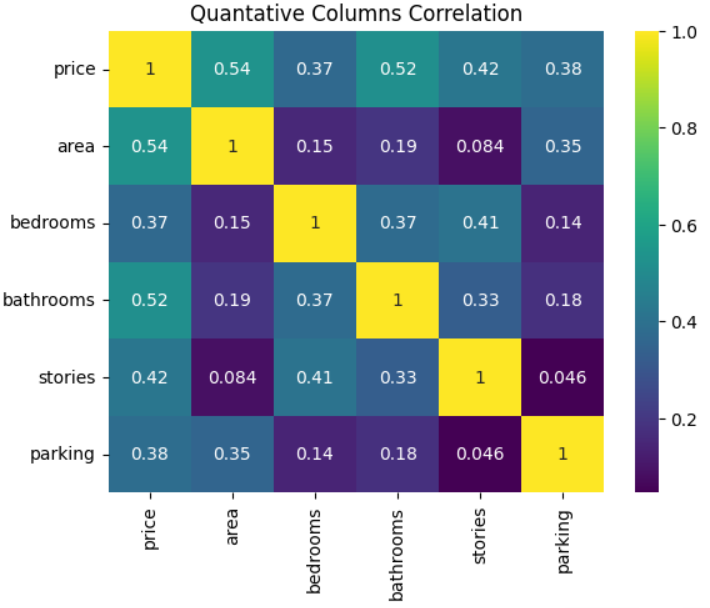 Quantative Columns Correlation
price 1 0.54 0.37 0.52 0.42 0.38
area 0.54 1 0.15 0.19 0.084 0.35
bedrooms 0.37 0.15 1 0.37 0.41 0.14
bathrooms 0.52 0.19 0.37 1 0.33 0.18
stories 0.42 0.084 0.41 0.33 1 0.046
parking 0.38 0.35 0.14 0.18 0.046 1
price area bedrooms bathrooms stories parking
1.0
0.8
0.6
0.4
0.2